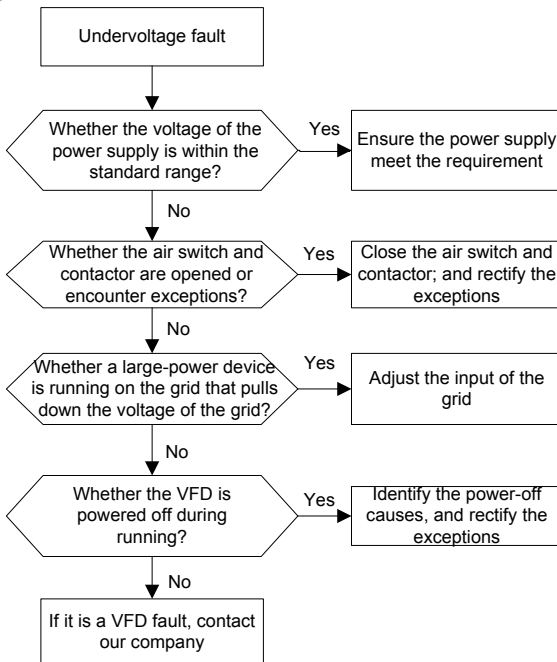 Undervoltage fault
Whether the voltage of the
power supply is within the
standard range?
Yes
Ensure the power supply
meet the requirement
No
Whether the air switch and
contactor are opened or
encounter exceptions?
Yes
Close the air switch and
contactor; and rectify the
exceptions
No
Whether a large-power device
is running on the grid that pulls
down the voltage of the grid?
Yes
Adjust the input of the
grid
No
Whether the VFD is
powered off during
running?
Yes
Identify the power-off
causes, and rectify the
exceptions
No
If it is a VFD fault, contact
our company